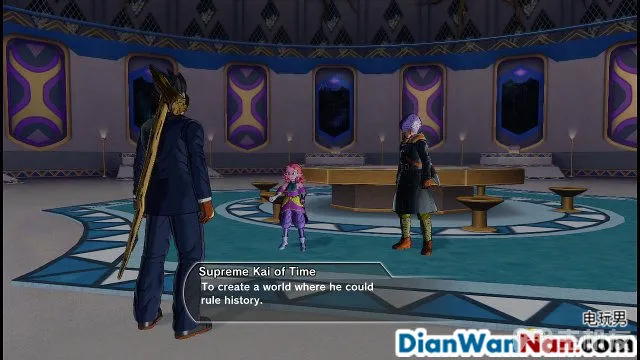 Supreme Kai of Time
To create a world where he could
rule history.
电玩男
DianWanNan.com